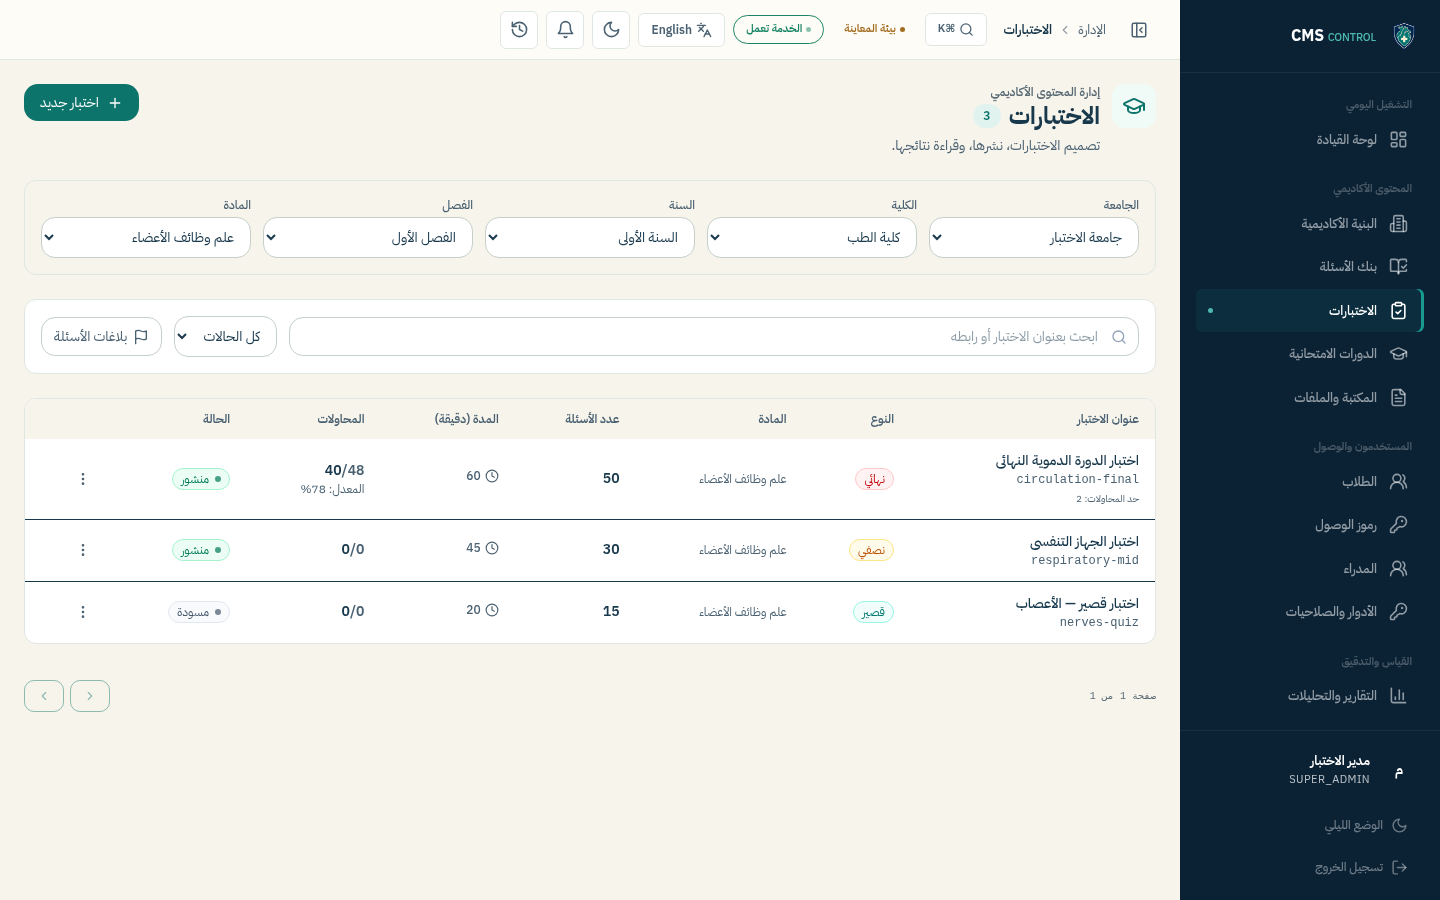 CMS CONTROL
التشغيل اليومي
لوحة القيادة
المحتوى الأكاديمي
البنية الأكاديمية
بنك الأسئلة
الاختبارات
الدورات الامتحانية
المكتبة والملفات
المستخدمون والوصول
الطلاب
رموز الوصول
المدراء
الأدوار والصلاحيات
القياس والتدقيق
التقارير والتحليلات
م
مدير الاختبار
SUPER_ADMIN
الوضع الليلي
تسجيل الخروج
الإدارة
الاختبارات
⌘K
بيئة المعاينة
الخدمة تعمل
English
إدارة المحتوى الأكاديمي
الاختبارات 3
تصميم الاختبارات، نشرها، وقراءة نتائجها.
اختبار جديد
الجامعة الكلية السنة الفصل المادة
جامعة الاختبار كلية الطب السنة الأولى الفصل الأول علم وظائف الأعضاء
ابحث بعنوان الاختبار أو رابطه كل الحالات بلاغات الأسئلة
عنوان الاختبار النوع المادة عدد الأسئلة المدة (دقيقة) المحاولات الحالة
اختبار الدورة الدموية النهائي
circulation-final
حد المحاولات: 2
نهائي
علم وظائف الأعضاء
50
60
40/48
المعدل: 78%
منشور
اختبار الجهاز التنفسي
respiratory-mid
نصفي
علم وظائف الأعضاء
30
45
0/0
منشور
اختبار قصير — الأعصاب
nerves-quiz
قصير
علم وظائف الأعضاء
15
20
0/0
مسودة
صفحة 1 من 1